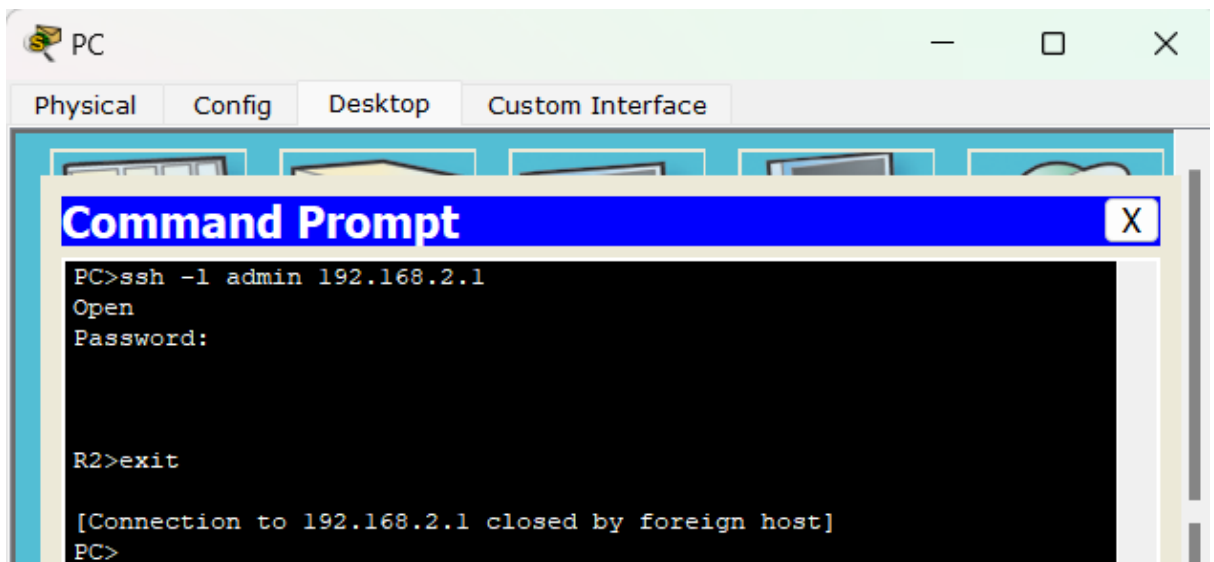 PC
Physical Config Desktop Custom Interface
Command Prompt X
PC>ssh -l admin 192.168.2.1
Open
Password:
R2>exit
[Connection to 192.168.2.1 closed by foreign host]
PC>